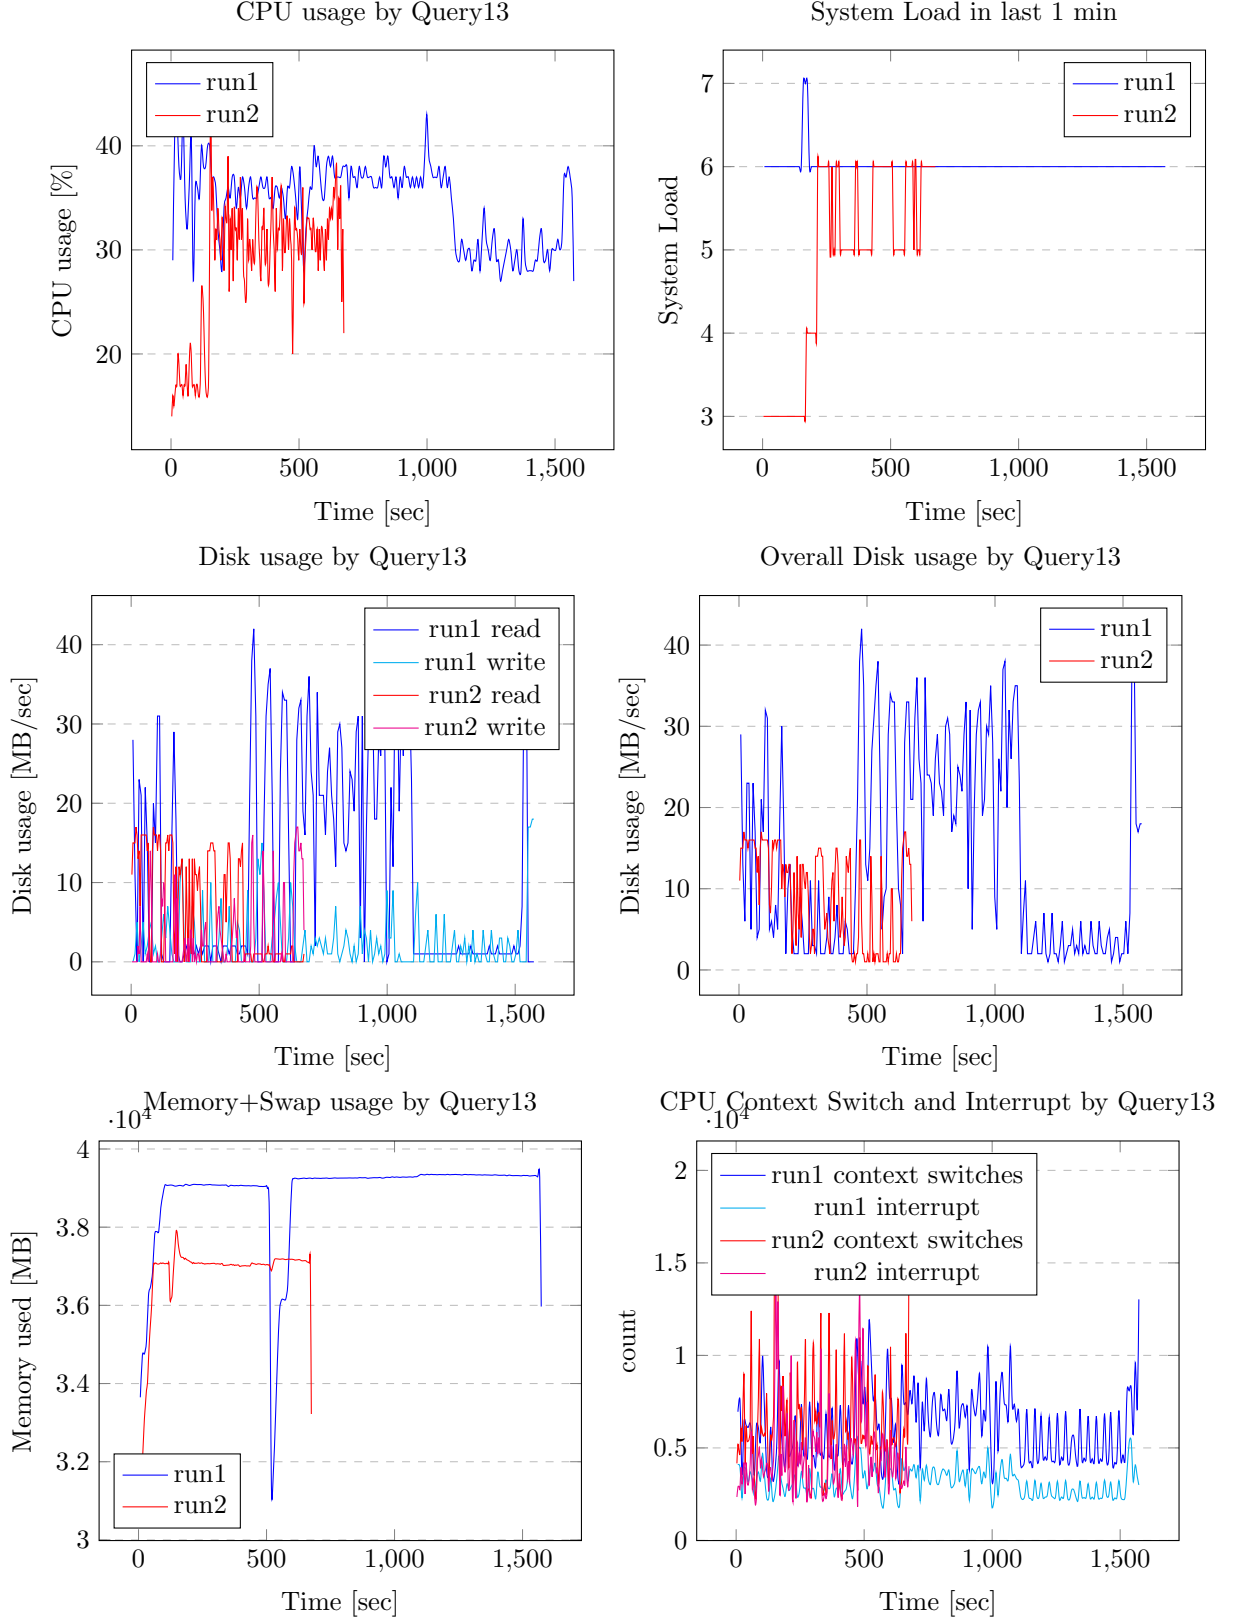 CPU usage by Query13
run1
run2
40
30
20
CPU usage [%]
0
500
1,000
1,500
Time [sec]
System Load in last 1 min
run1
run2
7
6
5
4
3
System Load
0
500
1,000
1,500
Time [sec]
Disk usage by Query13
run1 read
run1 write
run2 read
run2 write
40
30
20
10
0
Disk usage [MB/sec]
0
500
1,000
1,500
Time [sec]
Overall Disk usage by Query13
run1
run2
40
30
20
10
0
Disk usage [MB/sec]
0
500
1,000
1,500
Time [sec]
Memory+Swap usage by Query13
·10⁴
4
3.8
3.6
3.4
3.2
3
Memory used [MB]
run1
run2
0
500
1,000
1,500
Time [sec]
CPU Context Switch and Interrupt by Query13
·10⁴
run1 context switches
run1 interrupt
run2 context switches
run2 interrupt
2
1.5
1
0.5
0
count
0
500
1,000
1,500
Time [sec]